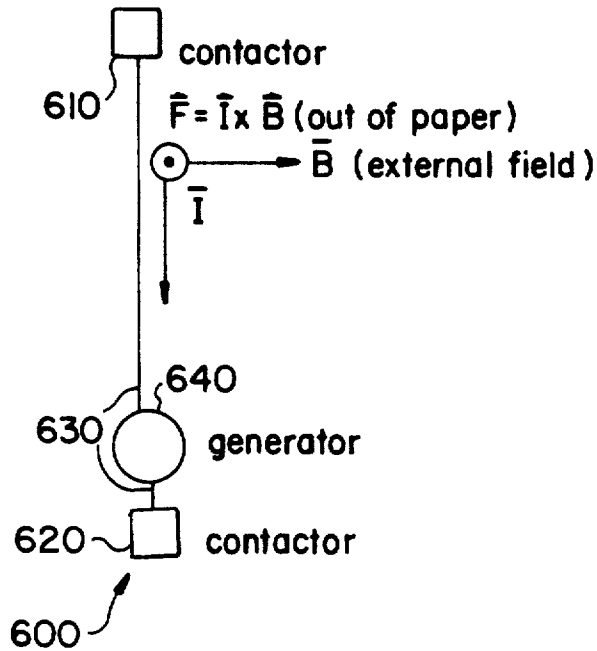 contactor
610
F⃗ = I⃗ x B⃗ (out of paper)
B̅ (external field)
I̅
640
630
generator
620
contactor
600